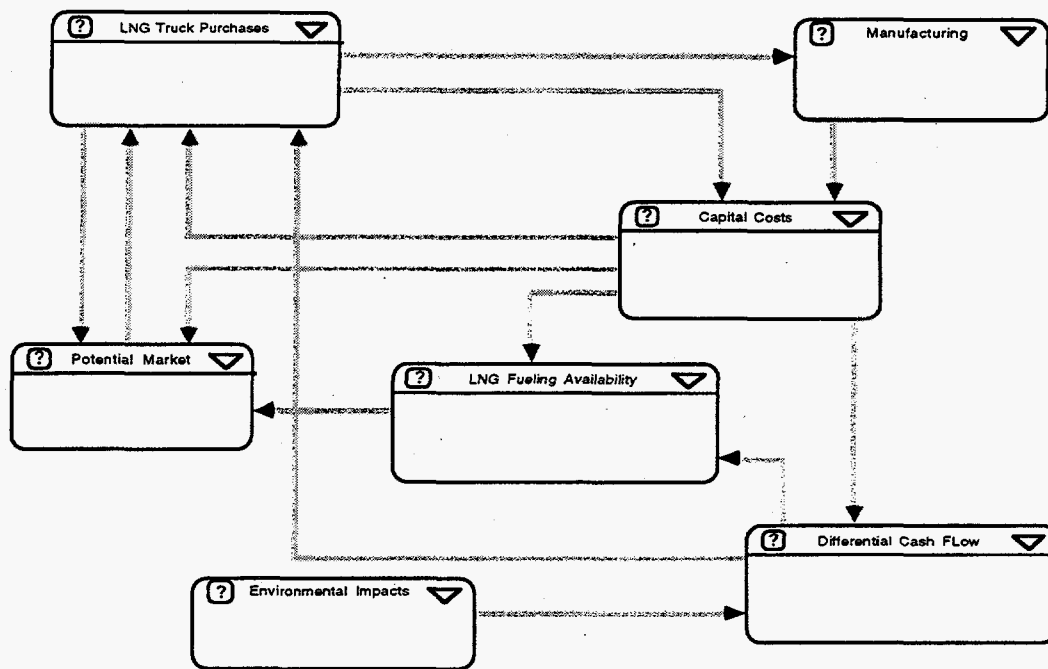 ? LNG Truck Purchases
? Manufacturing
? Capital Costs
? Potential Market
? LNG Fueling Availability
? Differential Cash FLow
? Environmental Impacts